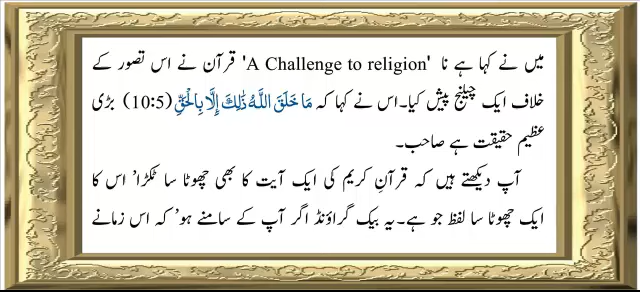 میں نے کہا ہے نا 'A Challenge to religion' قرآن نے اس تصور کے
خلاف ایک چیلنج پیش کیا۔اس نے کہا کہ مَا خَلَقَ اللَّهُ ذَٰلِكَ إِلَّا بِالْحَقِّ (10:5) بڑی
عظیم حقیقت ہے صاحب۔
آپ دیکھتے ہیں کہ قرآنِ کریم کی ایک آیت کا بھی چھوٹا سا ٹکڑا' اس کا
ایک چھوٹا سا لفظ جو ہے۔یہ بیک گراؤنڈ اگر آپ کے سامنے ہو' کہ اس زمانے